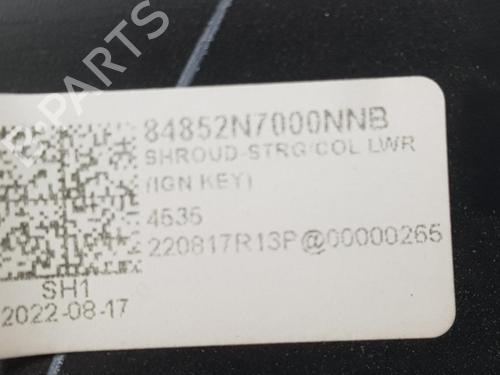 B-PARTS
84852N7000NNB
SHROUD-STRG/COL LWR
(IGN KEY)
4535
220817R13P@00000265
SH1
2022-08-17